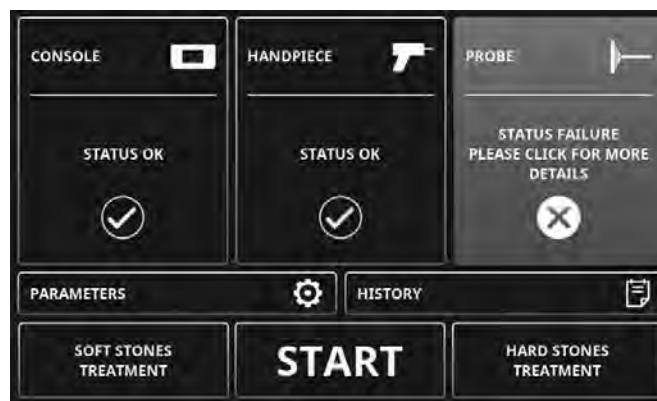 CONSOLE
HANDPIECE
PROBE
STATUS OK
STATUS OK
STATUS FAILURE
PLEASE CLICK FOR MORE
DETAILS
PARAMETERS
HISTORY
SOFT STONES
TREATMENT
START
HARD STONES
TREATMENT